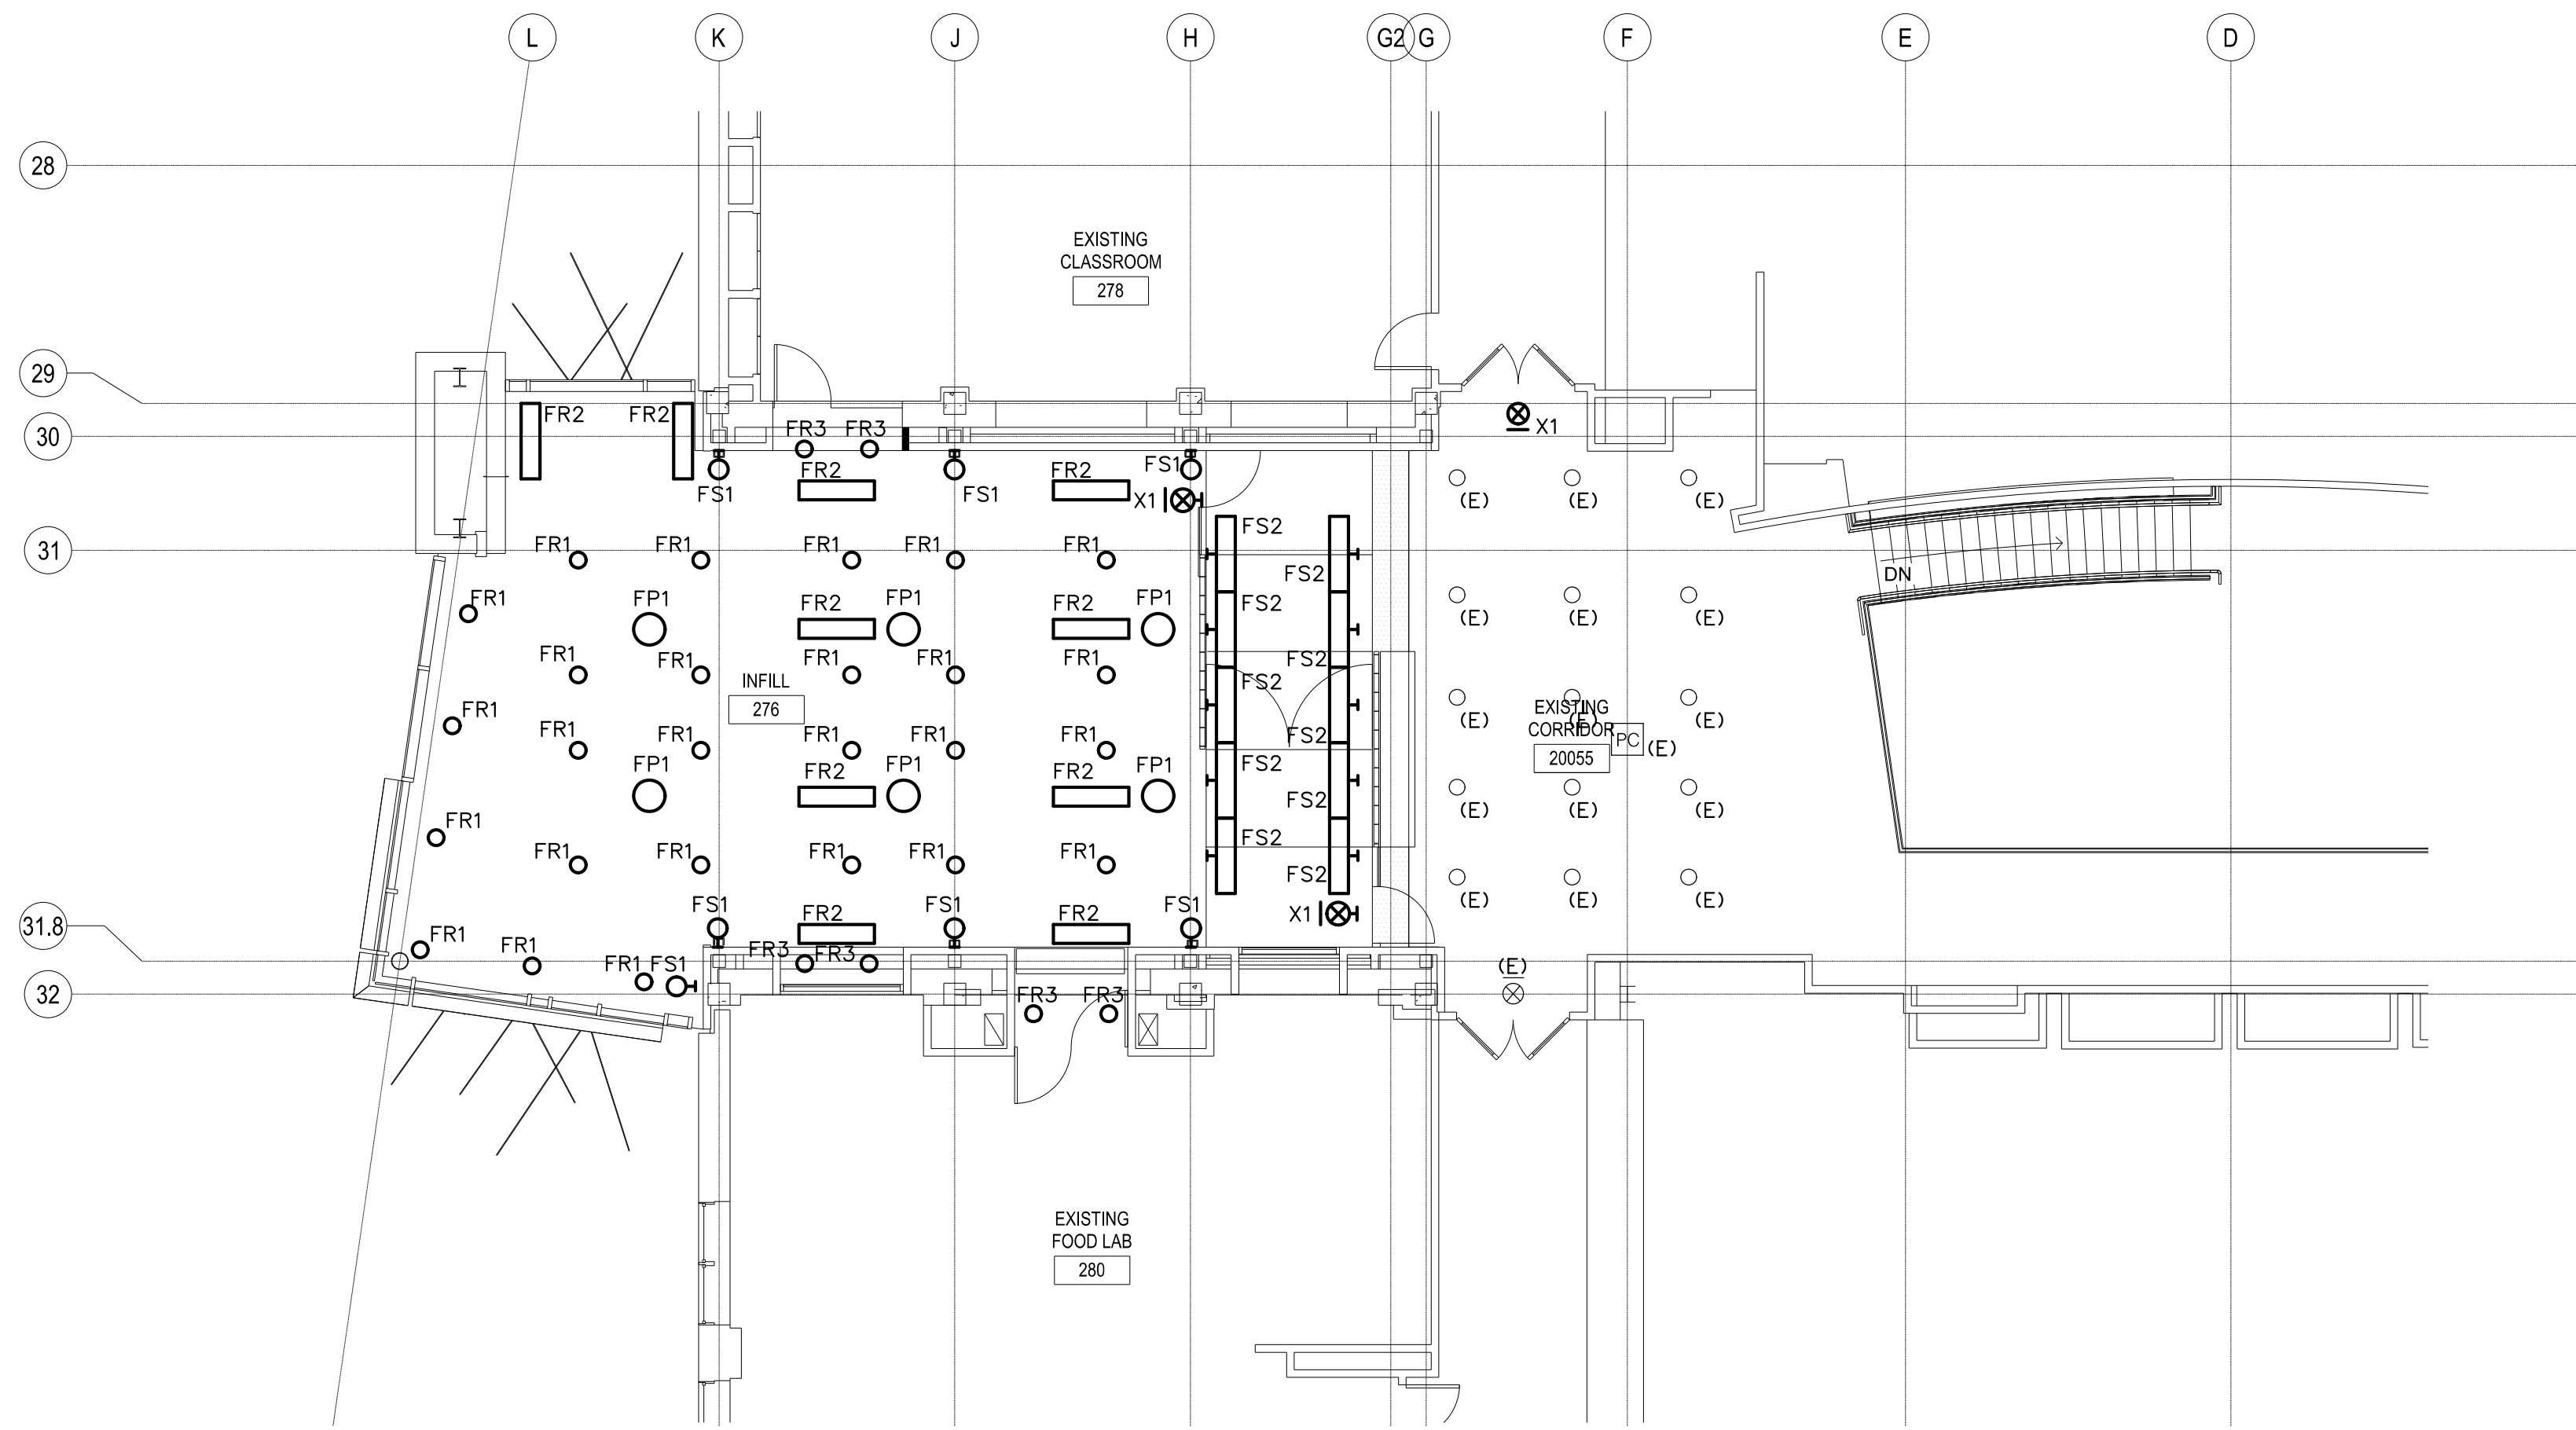 L K J H G2 G F E D
28
EXISTING
CLASSROOM
278
29
FR2 FR2
30
FR3 FR3 X1
FS1 FS1 FR2 FR2 FS1
X1 (E) (E) (E)
FS2
31
FR1 FR1 FR1 FR1 FR1
FS2 DN
FR1 FP1 FR2 FP1 FR2 FP1 FS2
(E) (E) (E)
FR1 FR1 FR1 FR1 FR1 FS2
INFILL FS2
276
FR1 EXISTING (E) (E) (E)
CORRIDOR
FR1 FR1 FR1 FR1 FR1 FS2 PC (E)
20055
FP1 FR2 FP1 FR2 FP1 FS2
FS2 (E) (E) (E)
FR1 FS2
FR1 FR1 FR1 FR1 FR1
FS2
FS1 FR2 FS1 FR2 FS1 X1 (E) (E) (E)
31.8
FR1 FR1 FR3 FR3
FR1 FS1 (E)
32
FR3 FR3
EXISTING
FOOD LAB
280